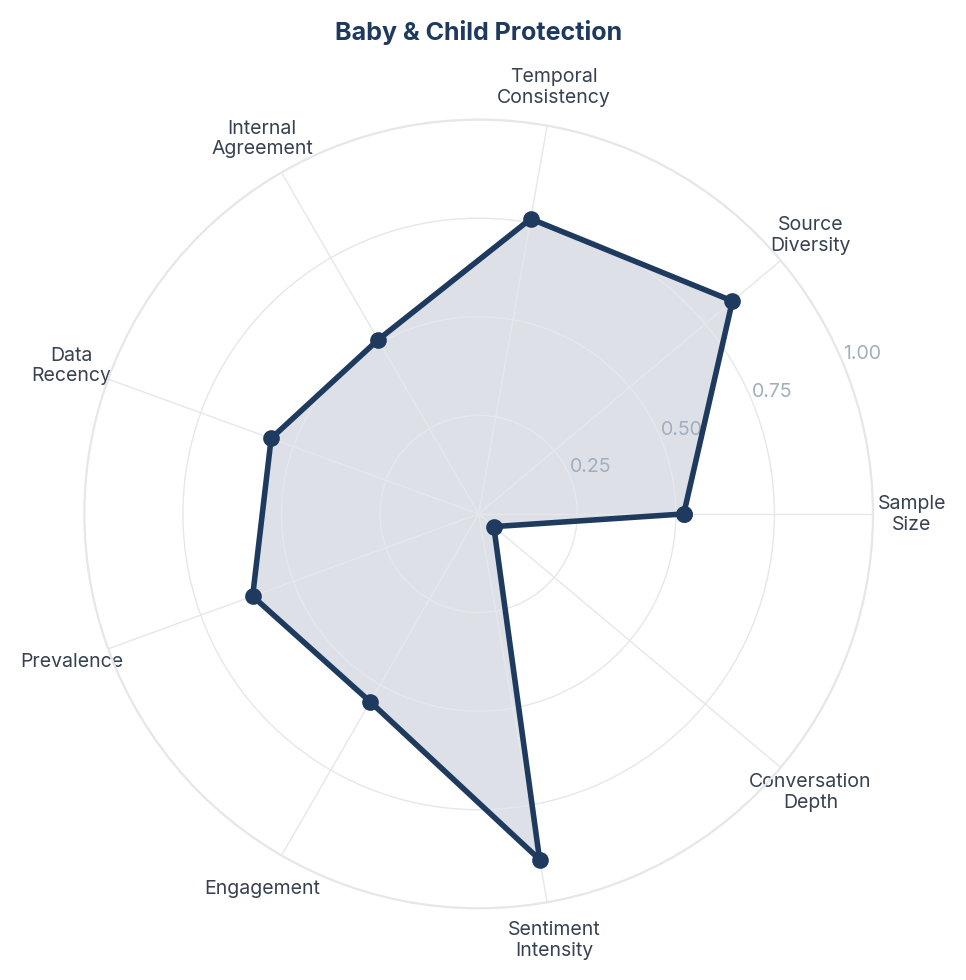 Baby & Child Protection
Temporal
Consistency
Internal
Agreement
Source
Diversity
Data
Recency
1.00
0.75
0.50
0.25
Sample
Size
Prevalence
Conversation
Depth
Engagement
Sentiment
Intensity